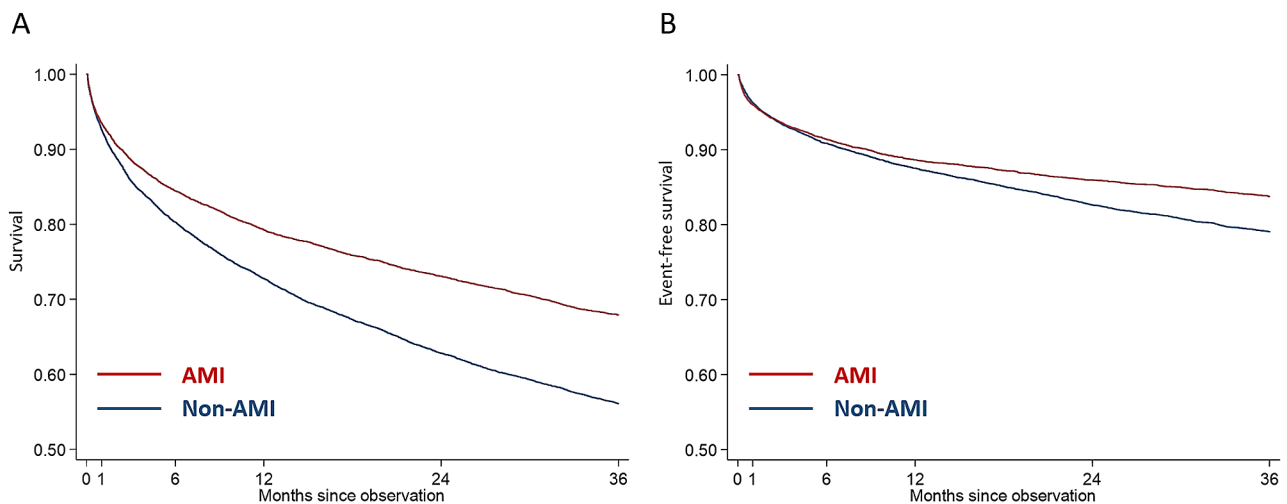 A
Survival
1.00
0.90
0.80
0.70
0.60
0.50
AMI
Non-AMI
0 1 6 12 24 36
Months since observation
B
Event-free survival
1.00
0.90
0.80
0.70
0.60
0.50
AMI
Non-AMI
0 1 6 12 24 36
Months since observation